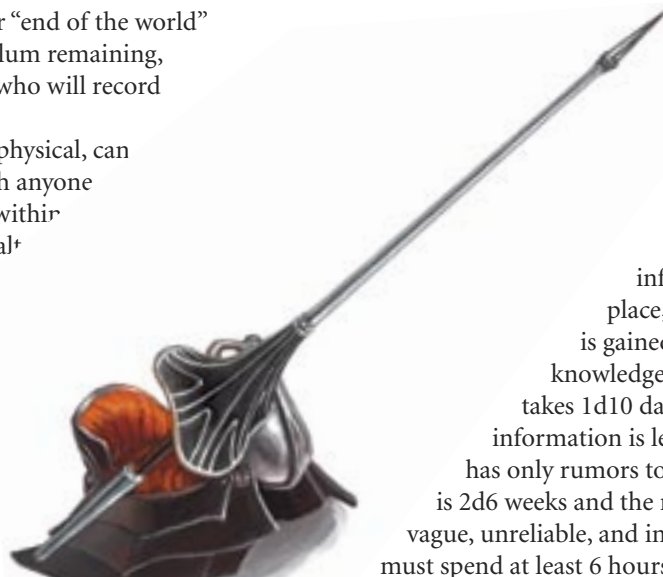 r “end of the world”
lum remaining,
who will record
physical, can
h anyone
within
alt
inf
place,
is gained
knowledge
takes 1d10 da
information is le
has only rumors to
is 2d6 weeks and the r
vague, unreliable, and in
must spend at least 6 hours